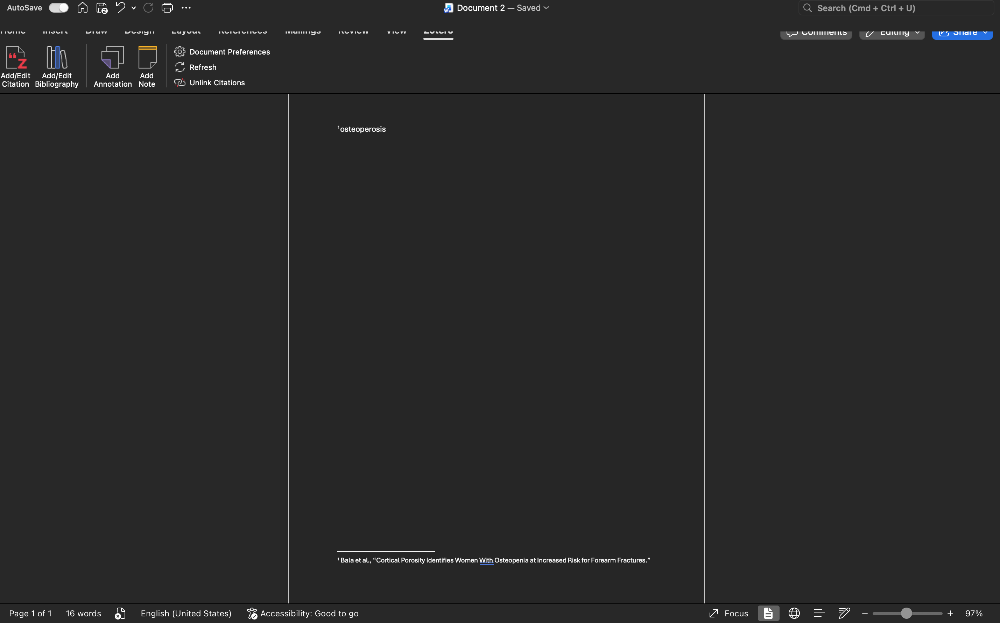 AutoSave
Document 2 — Saved
Search (Cmd + Ctrl + U)
Home Insert Draw Design Layout References Mailings Review View Zotero
Comments Editing Share
Add/Edit Citation
Add/Edit Bibliography
Add Annotation
Add Note
Document Preferences
Refresh
Unlink Citations
¹osteoperosis
¹ Bala et al., “Cortical Porosity Identifies Women With Osteopenia at Increased Risk for Forearm Fractures.”
Page 1 of 1 16 words English (United States) Accessibility: Good to go Focus 97%